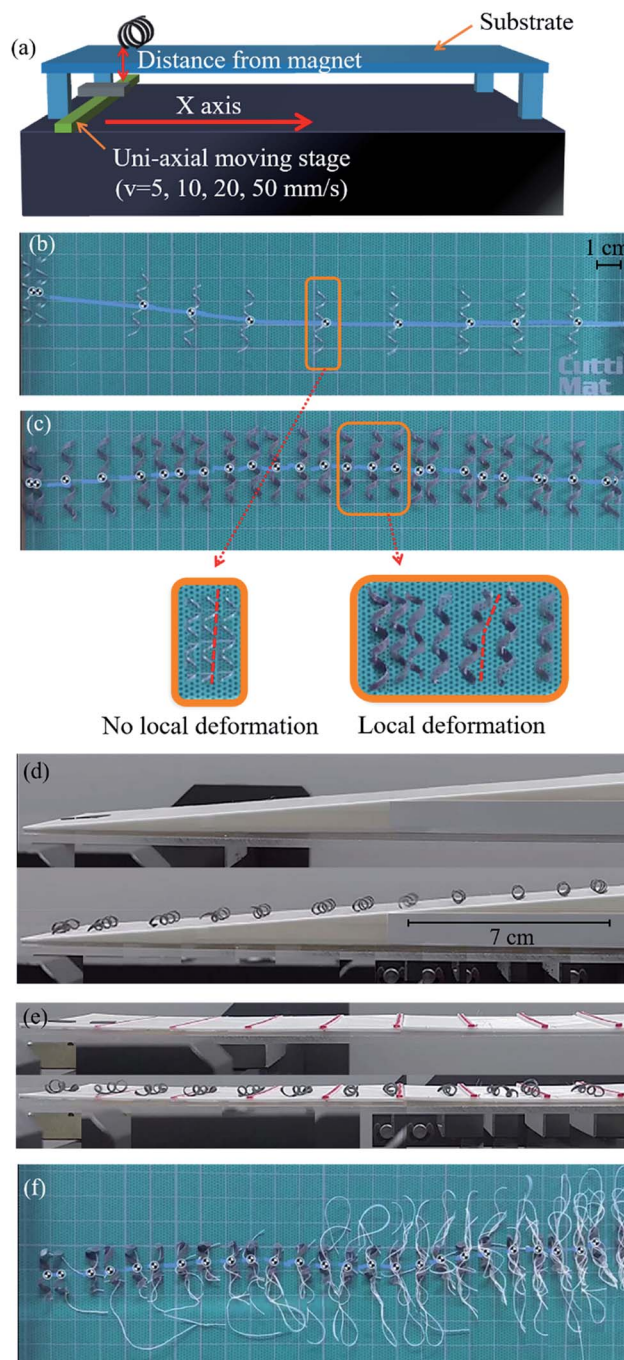 (a)
Substrate
Distance from magnet
X axis
Uni-axial moving stage
(v=5, 10, 20, 50 mm/s)
(b)
1 cm
Cutti
Mat
(c)
No local deformation
Local deformation
(d)
7 cm
(e)
(f)